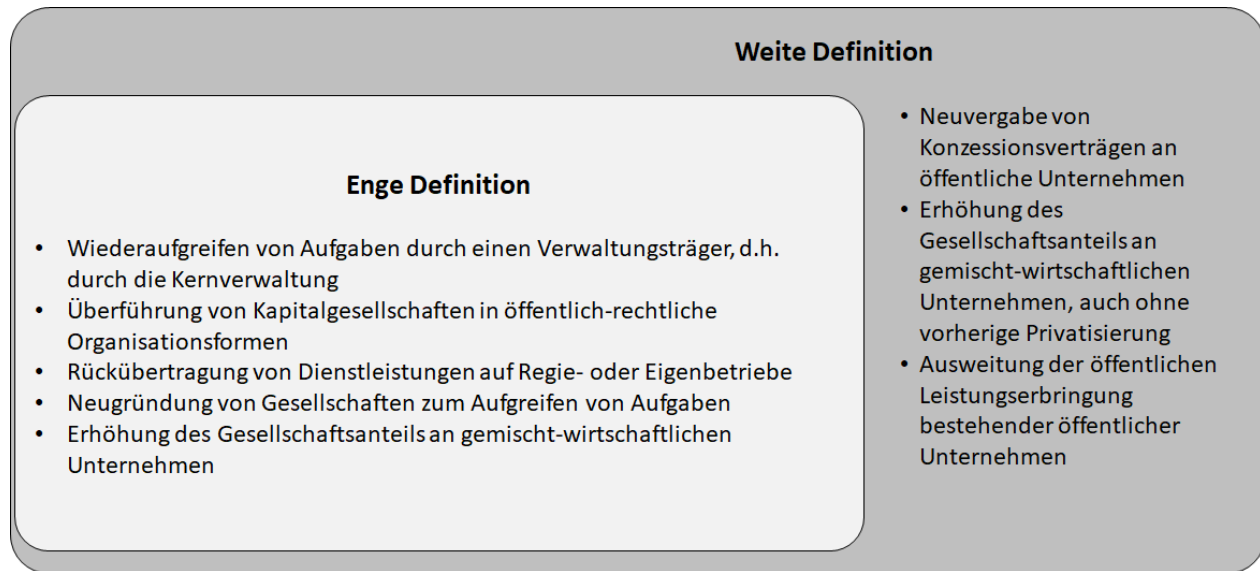 Weite Definition
Enge Definition
• Wiederaufgreifen von Aufgaben durch einen Verwaltungsträger, d.h.
durch die Kernverwaltung
• Überführung von Kapitalgesellschaften in öffentlich-rechtliche
Organisationsformen
• Rückübertragung von Dienstleistungen auf Regie- oder Eigenbetriebe
• Neugründung von Gesellschaften zum Aufgreifen von Aufgaben
• Erhöhung des Gesellschaftsanteils an gemischt-wirtschaftlichen
Unternehmen
• Neuvergabe von
Konzessionsverträgen an
öffentliche Unternehmen
• Erhöhung des
Gesellschaftsanteils an
gemischt-wirtschaftlichen
Unternehmen, auch ohne
vorherige Privatisierung
• Ausweitung der öffentlichen
Leistungserbringung
bestehender öffentlicher
Unternehmen